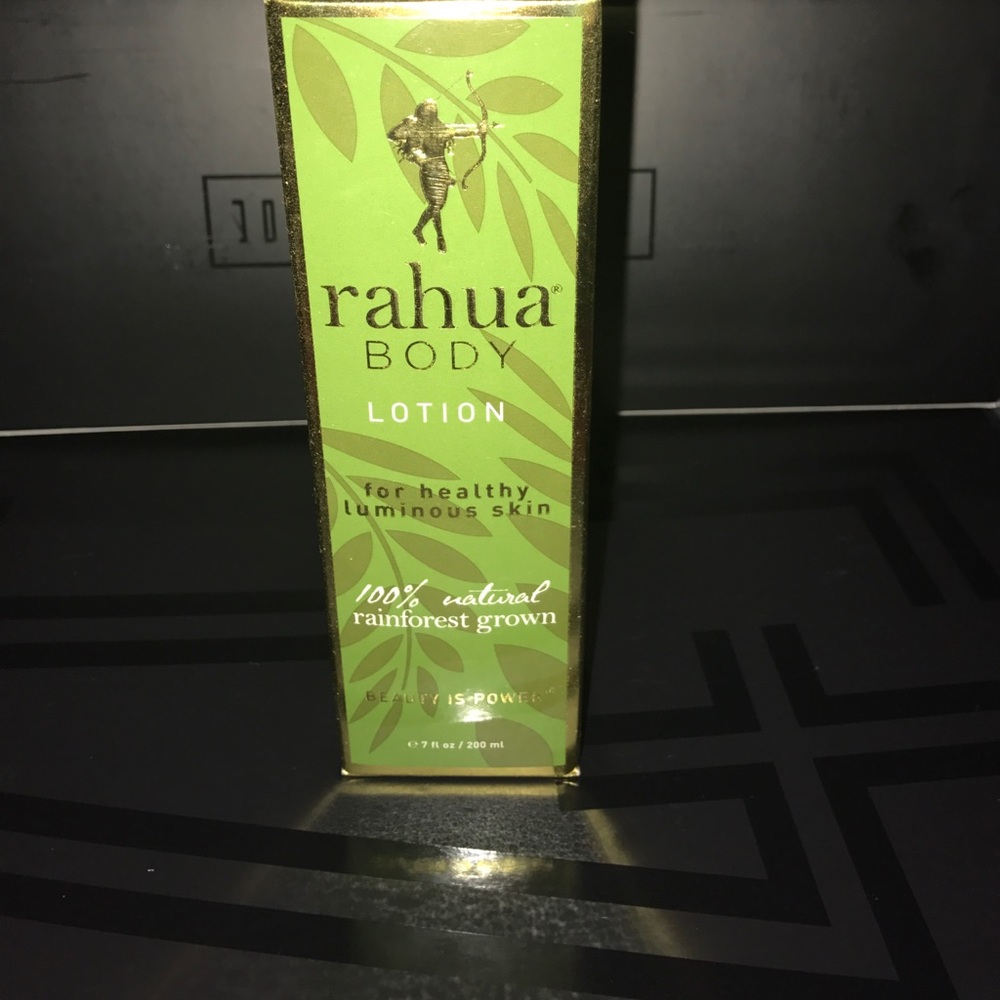 rahua®
BODY
LOTION
for healthy
luminous skin
100% natural
rainforest grown
BEAUTY IS POWER
℮ 7 fl oz / 200 ml